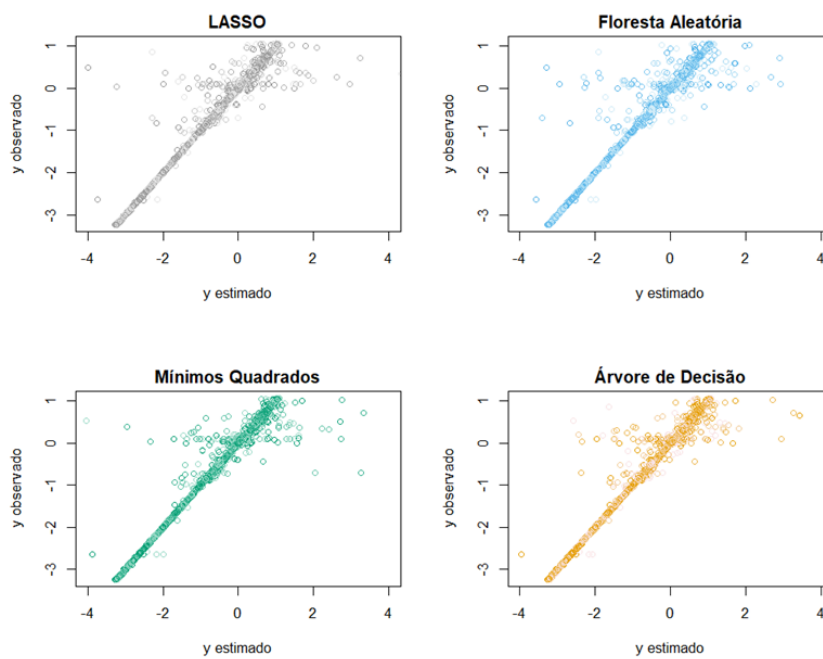 LASSO
y observado
1
0
-1
-2
-3
-4 -2 0 2 4
y estimado
Floresta Aleatória
y observado
1
0
-1
-2
-3
-4 -2 0 2 4
y estimado
Mínimos Quadrados
y observado
1
0
-1
-2
-3
-4 -2 0 2 4
y estimado
Árvore de Decisão
y observado
1
0
-1
-2
-3
-4 -2 0 2 4
y estimado